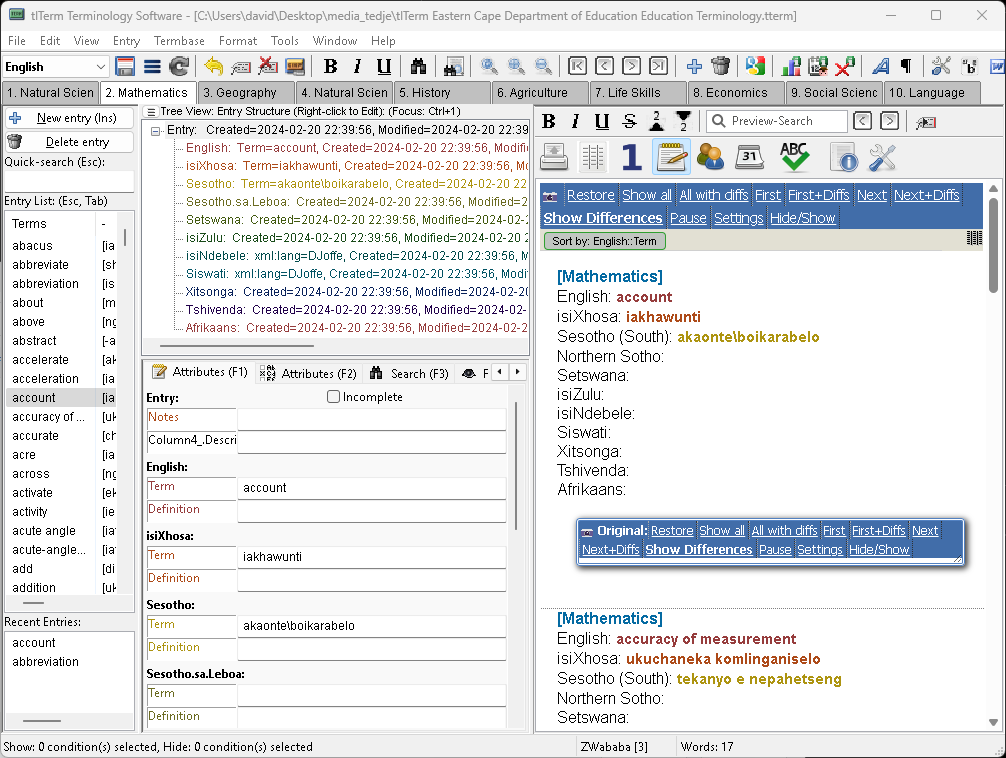 tlTerm Terminology Software - [C:\Users\david\Desktop\media_tedje\tlTerm Eastern Cape Department of Education Education Terminology.tterm]
File Edit View Entry Termbase Format Tools Window Help
English
B I U
1. Natural Scien 2. Mathematics 3. Geography 4. Natural Scien 5. History 6. Agriculture 7. Life Skills 8. Economics 9. Social Scienc 10. Language
New entry (Ins)
Delete entry
Quick-search (Esc):
Entry List: (Esc, Tab)
Terms -
abacus [ia
abbreviate [sh
abbreviation [is
about [m
above [ng
abstract [-a
accelerate [ak
acceleration [ia
account [ia
accuracy of ... [uk
accurate [ch
acre [ia
across [ng
activate [ek
activity [ie
acute angle [iat
acute-angle... [iat
add [di
addition [uk
Recent Entries:
account
abbreviation
Tree View: Entry Structure (Right-click to Edit): (Focus: Ctrl+1)
Entry: Created=2024-02-20 22:39:56, Modified=2024-02-20 22:39
English: Term=account, Created=2024-02-20 22:39:56, Modifi
isiXhosa: Term=iakhawunti, Created=2024-02-20 22:39:56, Mo
Sesotho: Term=akaonte\boikarabelo, Created=2024-02-20 22
Sesotho.sa.Leboa: Created=2024-02-20 22:39:56, Modified=2
Setswana: Created=2024-02-20 22:39:56, Modified=2024-02-
isiZulu: Created=2024-02-20 22:39:56, Modified=2024-02-20
isiNdebele: xml:lang=DJoffe, Created=2024-02-20 22:39:56, M
Siswati: xml:lang=DJoffe, Created=2024-02-20 22:39:56, Modi
Xitsonga: Created=2024-02-20 22:39:56, Modified=2024-02-2
Tshivenda: Created=2024-02-20 22:39:56, Modified=2024-02-
Afrikaans: Created=2024-02-20 22:39:56, Modified=2024-02-2
Attributes (F1) Attributes (F2) Search (F3) F
Entry: Incomplete
Notes
Column4_.Descri
English:
Term account
Definition
isiXhosa:
Term iakhawunti
Definition
Sesotho:
Term akaonte\boikarabelo
Definition
Sesotho.sa.Leboa:
Term
Definition
B I U S 2 2 Preview-Search
1 31 ABC
Restore Show all All with diffs First First+Diffs Next Next+Diffs
Show Differences Pause Settings Hide/Show
Sort by: English::Term
[Mathematics]
English: account
isiXhosa: iakhawunti
Sesotho (South): akaonte\boikarabelo
Northern Sotho:
Setswana:
isiZulu:
isiNdebele:
Siswati:
Xitsonga:
Tshivenda:
Afrikaans:
Original: Restore Show all All with diffs First First+Diffs Next
Next+Diffs Show Differences Pause Settings Hide/Show
[Mathematics]
English: accuracy of measurement
isiXhosa: ukuchaneka komlinganiselo
Sesotho (South): tekanyo e nepahetseng
Northern Sotho:
Setswana:
Show: 0 condition(s) selected, Hide: 0 condition(s) selected ZWababa [3] Words: 17